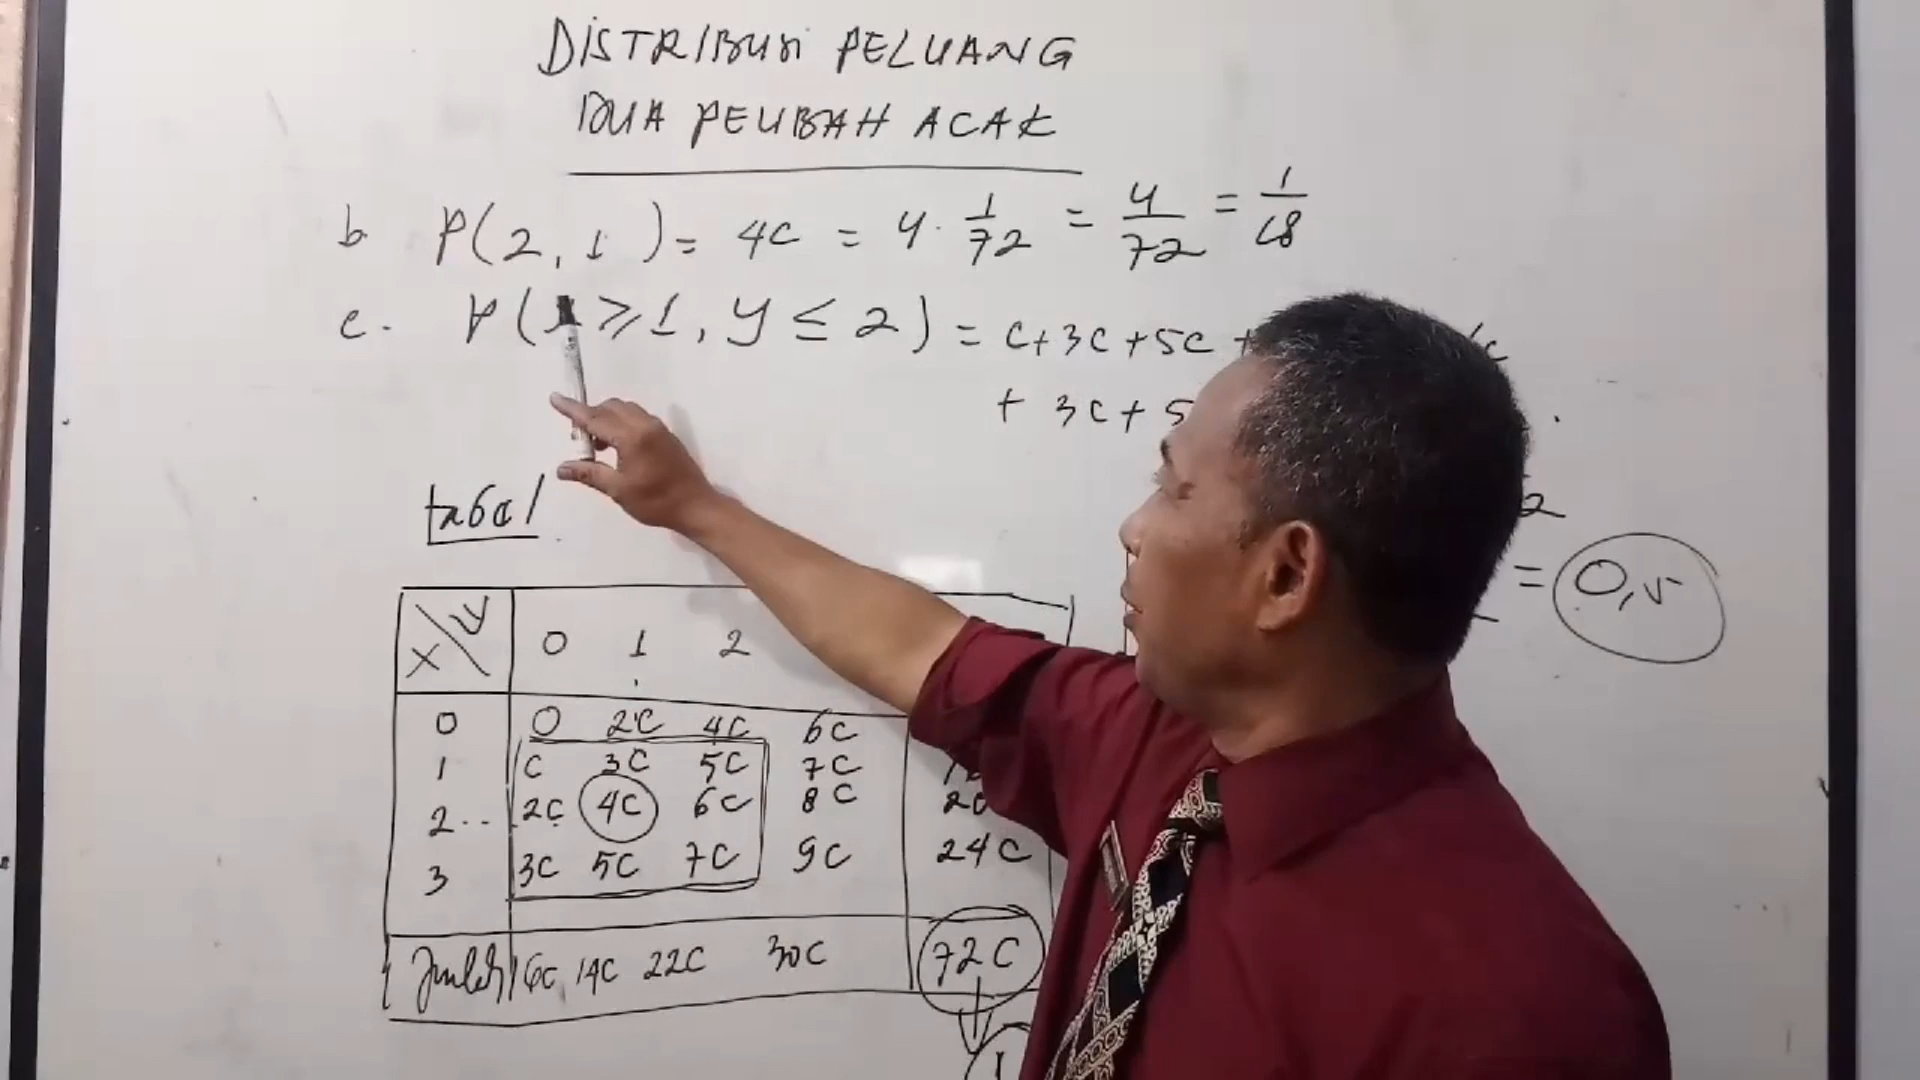 DISTRIBUSI PELUANG
DUA PEUBAH ACAK
b P(2, 1) = 4C = 4 . 1/72 = 4/72 = 1/18
c. P(X ≥ 1, Y ≤ 2) = C + 3C + 5C +
+ 3C + 5
2
= 0,5
tabel
X/Y 0 1 2
0 0 2C 4C 6C
1 C 3C 5C 7C
2 2C 4C 6C 8C
3 3C 5C 7C 9C 24C
Jumlah 6C 14C 22C 30C 72C
1